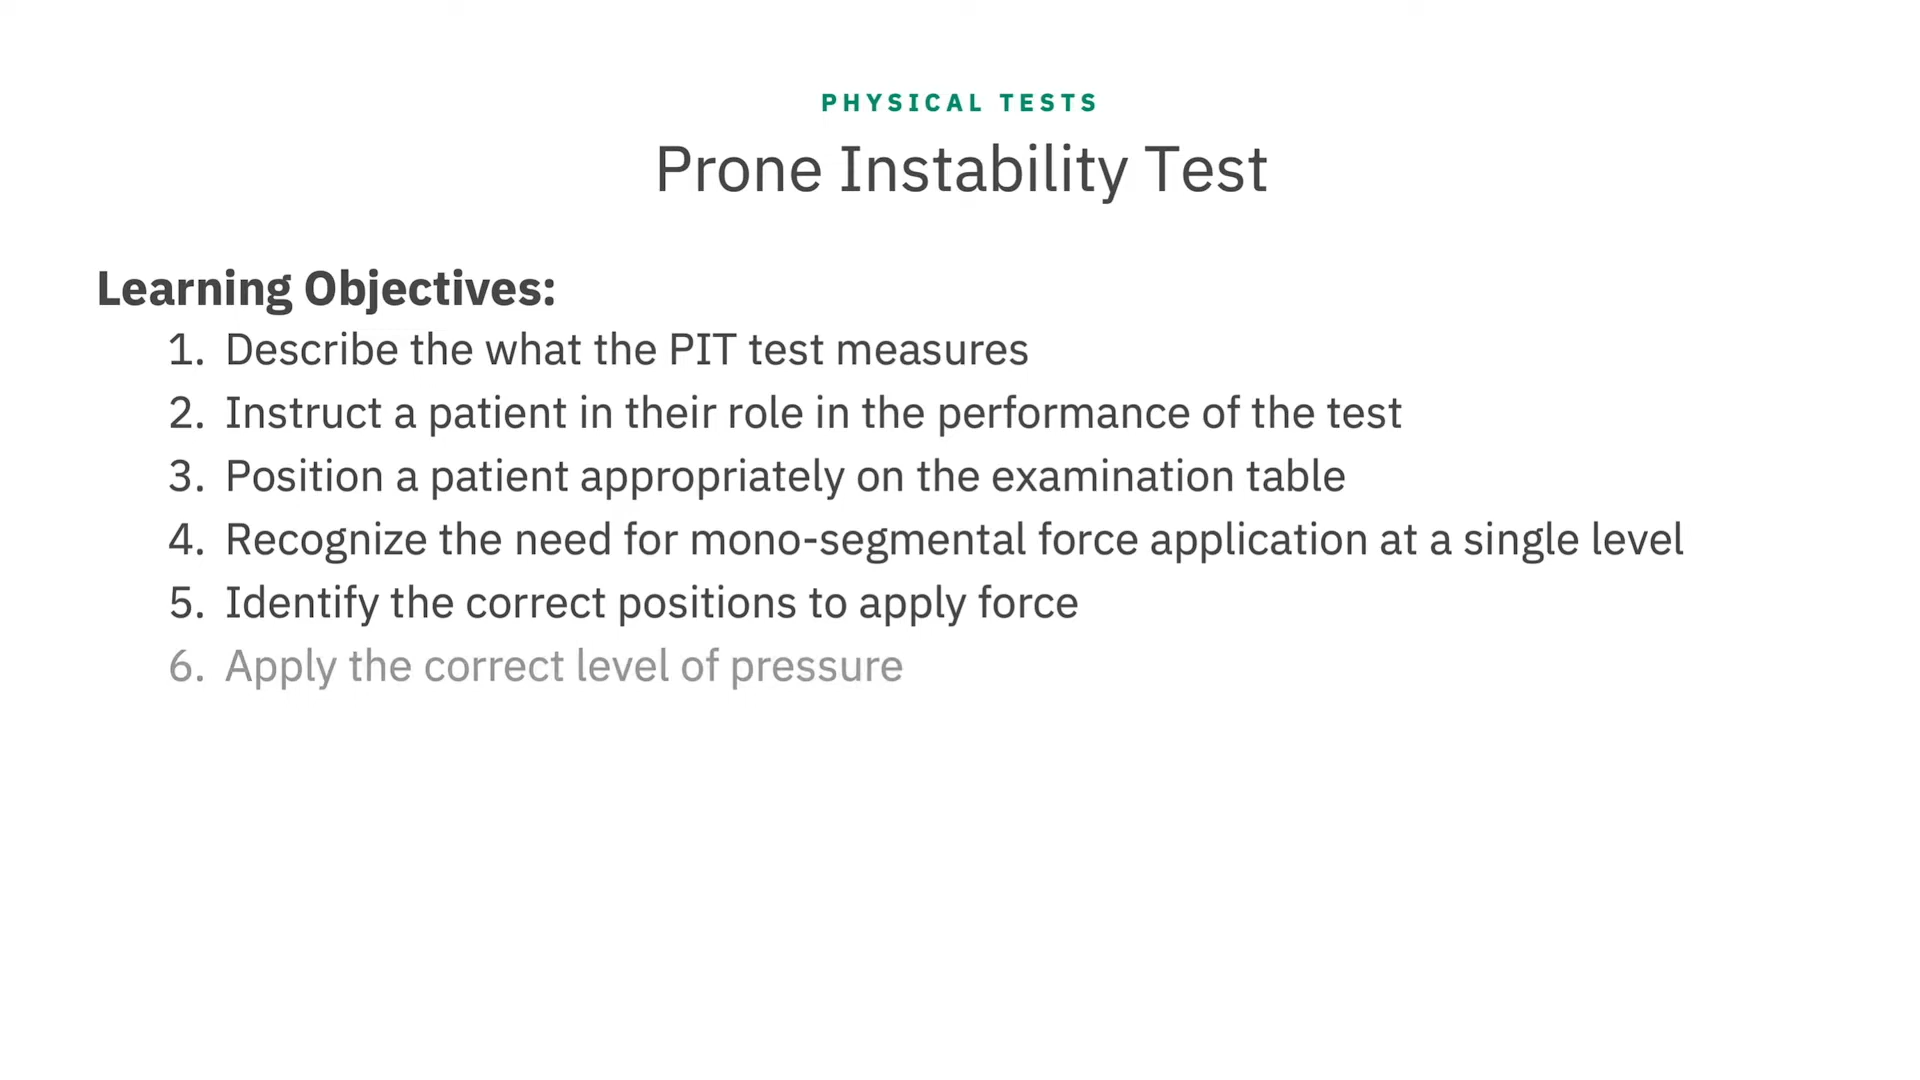 PHYSICAL TESTS
Prone Instability Test
Learning Objectives:
1. Describe the what the PIT test measures
2. Instruct a patient in their role in the performance of the test
3. Position a patient appropriately on the examination table
4. Recognize the need for mono-segmental force application at a single level
5. Identify the correct positions to apply force
6. Apply the correct level of pressure